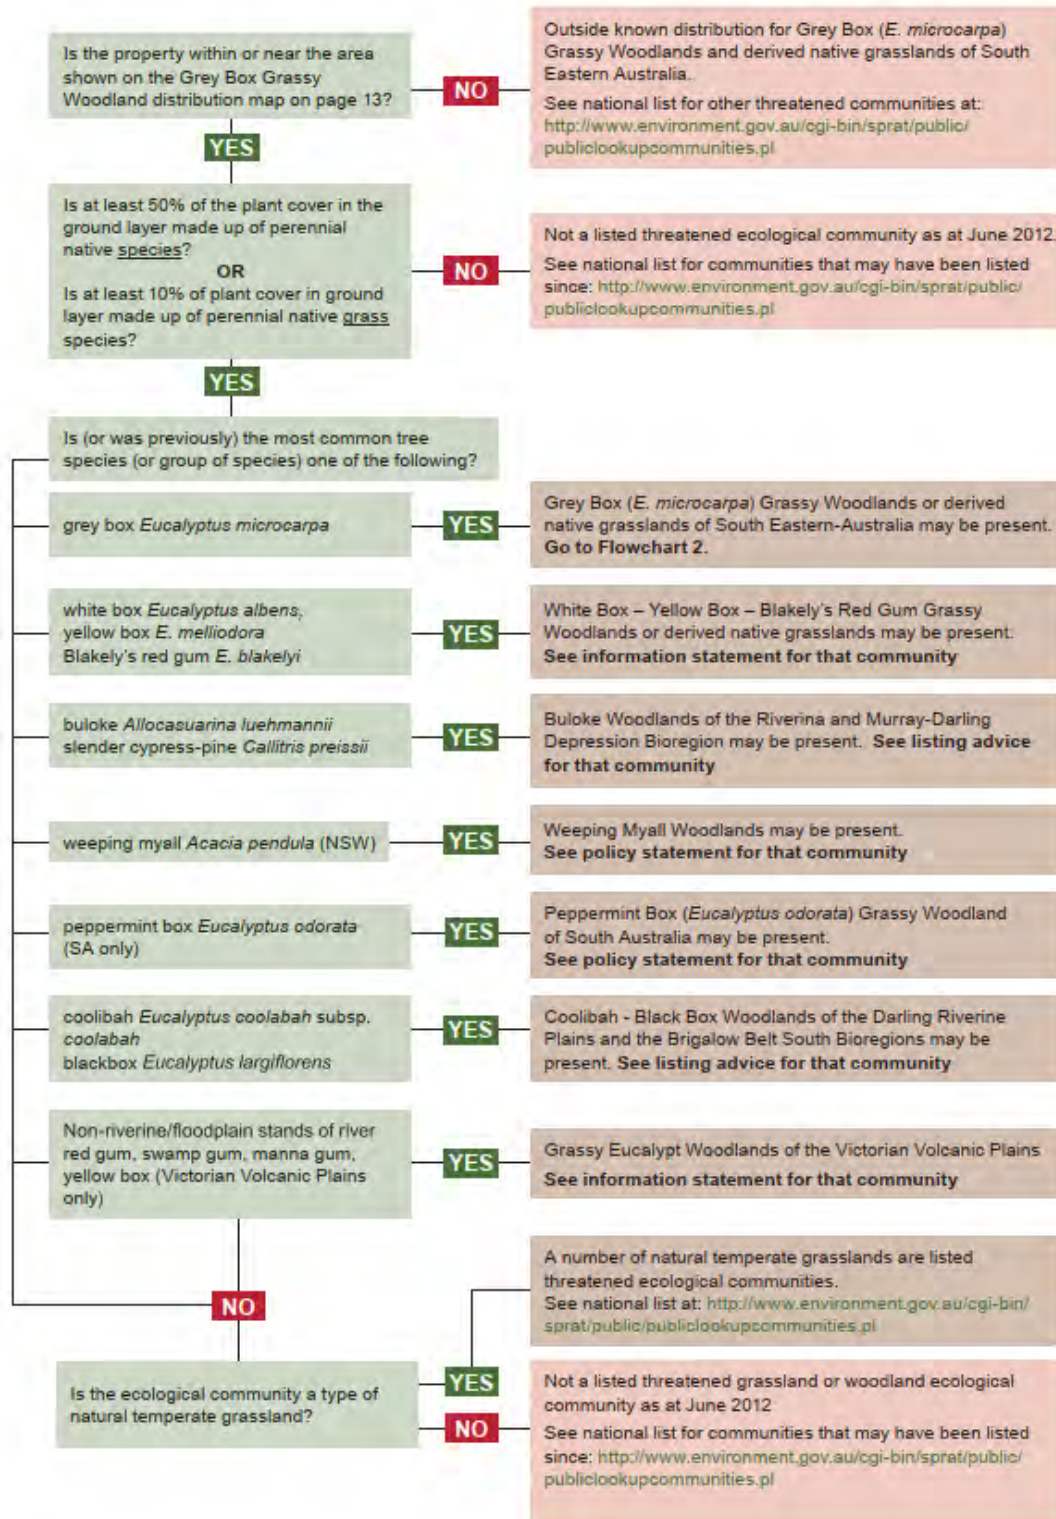 Is the property within or near the area
shown on the Grey Box Grassy
Woodland distribution map on page 13?
NO
Outside known distribution for Grey Box (E. microcarpa)
Grassy Woodlands and derived native grasslands of South
Eastern Australia.
See national list for other threatened communities at:
http://www.environment.gov.au/cgi-bin/sprat/public/
publiclookupcommunities.pl
YES
Is at least 50% of the plant cover in the
ground layer made up of perennial
native species?
OR
Is at least 10% of plant cover in ground
layer made up of perennial native grass
species?
NO
Not a listed threatened ecological community as at June 2012.
See national list for communities that may have been listed
since: http://www.environment.gov.au/cgi-bin/sprat/public/
publiclookupcommunities.pl
YES
Is (or was previously) the most common tree
species (or group of species) one of the following?
grey box Eucalyptus microcarpa
YES
Grey Box (E. microcarpa) Grassy Woodlands or derived
native grasslands of South Eastern-Australia may be present.
Go to Flowchart 2.
white box Eucalyptus albens,
yellow box E. melliodora
Blakely's red gum E. blakelyi
YES
White Box – Yellow Box – Blakely's Red Gum Grassy
Woodlands or derived native grasslands may be present.
See information statement for that community
buloke Allocasuarina luehmannii
slender cypress-pine Callitris preissii
YES
Buloke Woodlands of the Riverina and Murray-Darling
Depression Bioregion may be present. See listing advice
for that community
weeping myall Acacia pendula (NSW)
YES
Weeping Myall Woodlands may be present.
See policy statement for that community
peppermint box Eucalyptus odorata
(SA only)
YES
Peppermint Box (Eucalyptus odorata) Grassy Woodland
of South Australia may be present.
See policy statement for that community
coolibah Eucalyptus coolabah subsp.
coolabah
blackbox Eucalyptus largiflorens
YES
Coolibah - Black Box Woodlands of the Darling Riverine
Plains and the Brigalow Belt South Bioregions may be
present. See listing advice for that community
Non-riverine/floodplain stands of river
red gum, swamp gum, manna gum,
yellow box (Victorian Volcanic Plains
only)
YES
Grassy Eucalypt Woodlands of the Victorian Volcanic Plains
See information statement for that community
NO
A number of natural temperate grasslands are listed
threatened ecological communities.
See national list at: http://www.environment.gov.au/cgi-bin/
sprat/public/publiclookupcommunities.pl
Is the ecological community a type of
natural temperate grassland?
YES
NO
Not a listed threatened grassland or woodland ecological
community as at June 2012
See national list for communities that may have been listed
since: http://www.environment.gov.au/cgi-bin/sprat/public/
publiclookupcommunities.pl